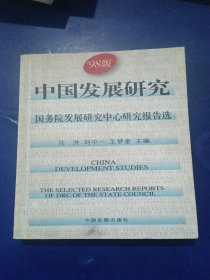 98版
中国发展研究
国务院发展研究中心研究报告选
马 洪 刘中一 王梦奎 主编
CHINA
DEVELOPMENT STUDIES
THE SELECTED RESEARCH REPORTS
OF DRC OF THE STATE COUNCIL
中国发展出版社